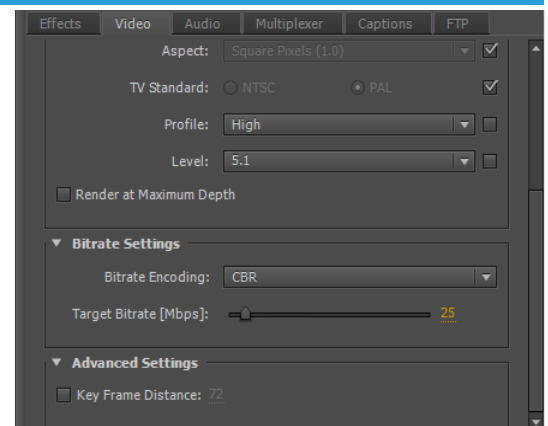 Effects Video Audio Multiplexer Captions FTP
Aspect: Square Pixels (1.0)
TV Standard: NTSC PAL
Profile: High
Level: 5.1
Render at Maximum Depth
Bitrate Settings
Bitrate Encoding: CBR
Target Bitrate [Mbps]: 25
Advanced Settings
Key Frame Distance: 72